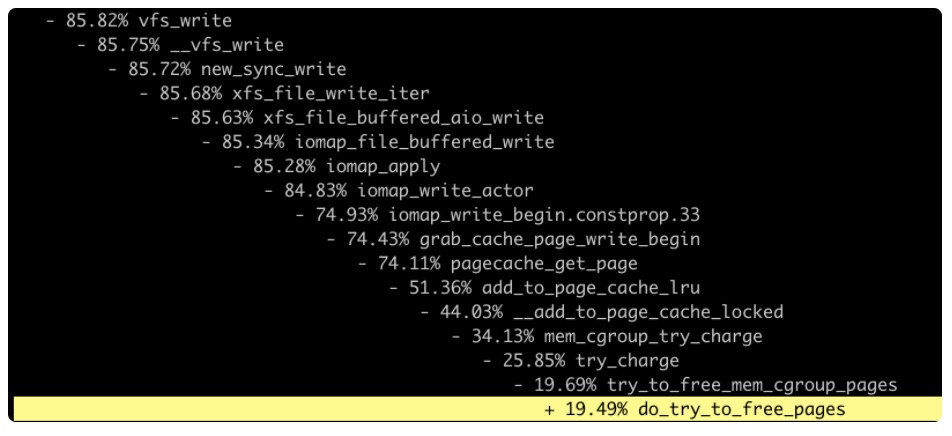 - 85.82% vfs_write
- 85.75% __vfs_write
- 85.72% new_sync_write
- 85.68% xfs_file_write_iter
- 85.63% xfs_file_buffered_aio_write
- 85.34% iomap_file_buffered_write
- 85.28% iomap_apply
- 84.83% iomap_write_actor
- 74.93% iomap_write_begin.constprop.33
- 74.43% grab_cache_page_write_begin
- 74.11% pagecache_get_page
- 51.36% add_to_page_cache_lru
- 44.03% __add_to_page_cache_locked
- 34.13% mem_cgroup_try_charge
- 25.85% try_charge
- 19.69% try_to_free_mem_cgroup_pages
+ 19.49% do_try_to_free_pages